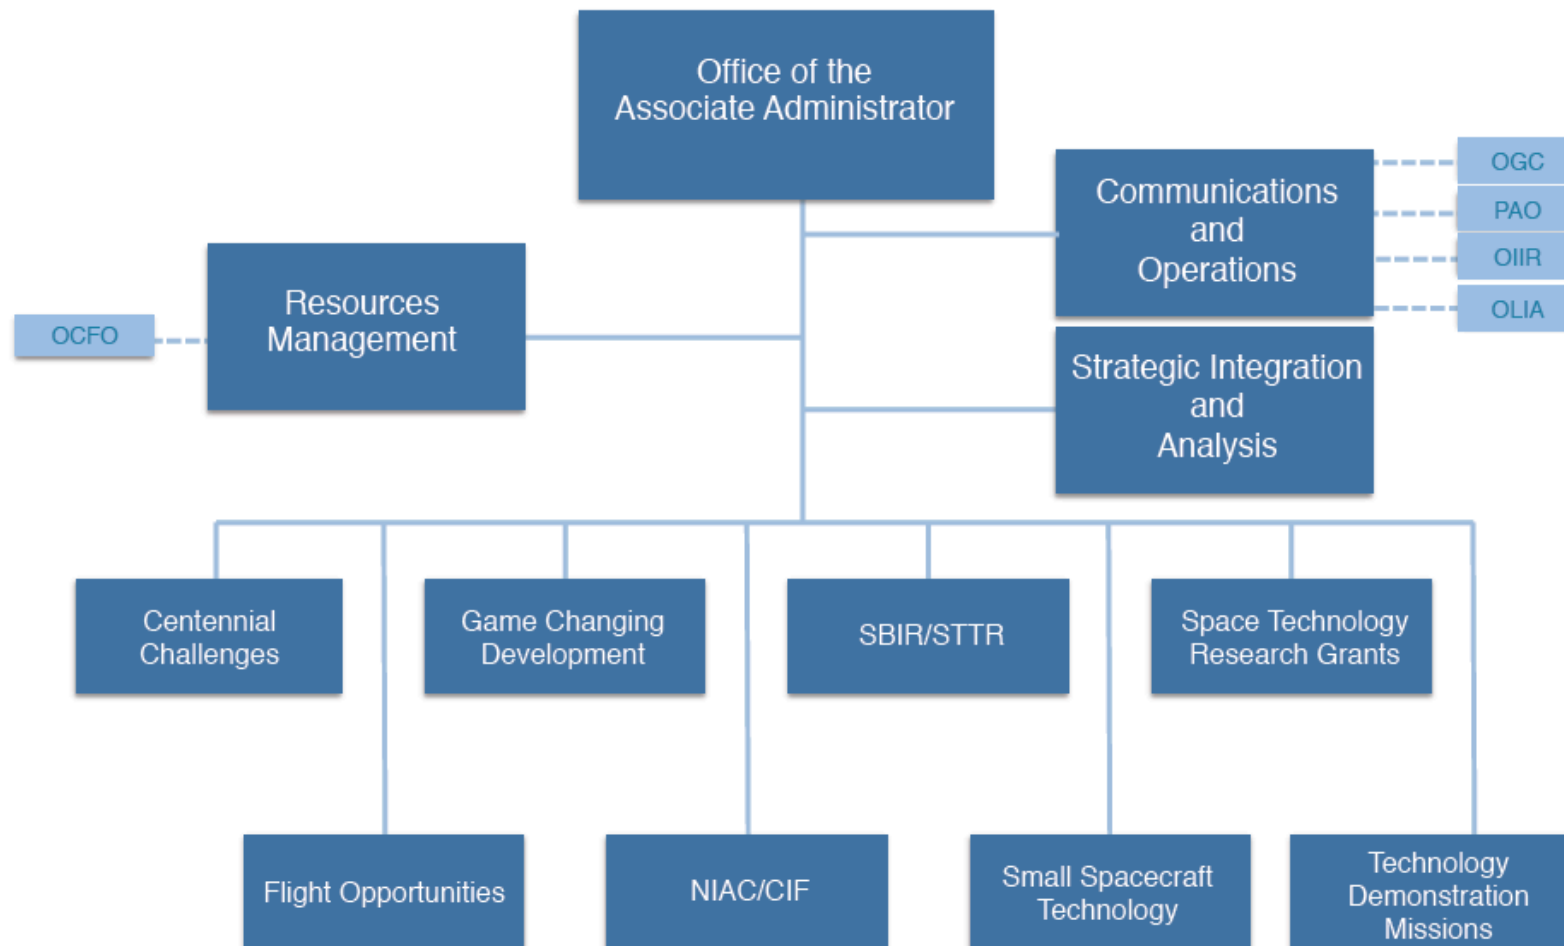 Office of the
Associate Administrator
Communications
and
Operations
OGC
PAO
OIIR
OLIA
Resources
Management
OCFO
Strategic Integration
and
Analysis
Centennial
Challenges
Game Changing
Development
SBIR/STTR
Space Technology
Research Grants
Flight Opportunities
NIAC/CIF
Small Spacecraft
Technology
Technology
Demonstration
Missions